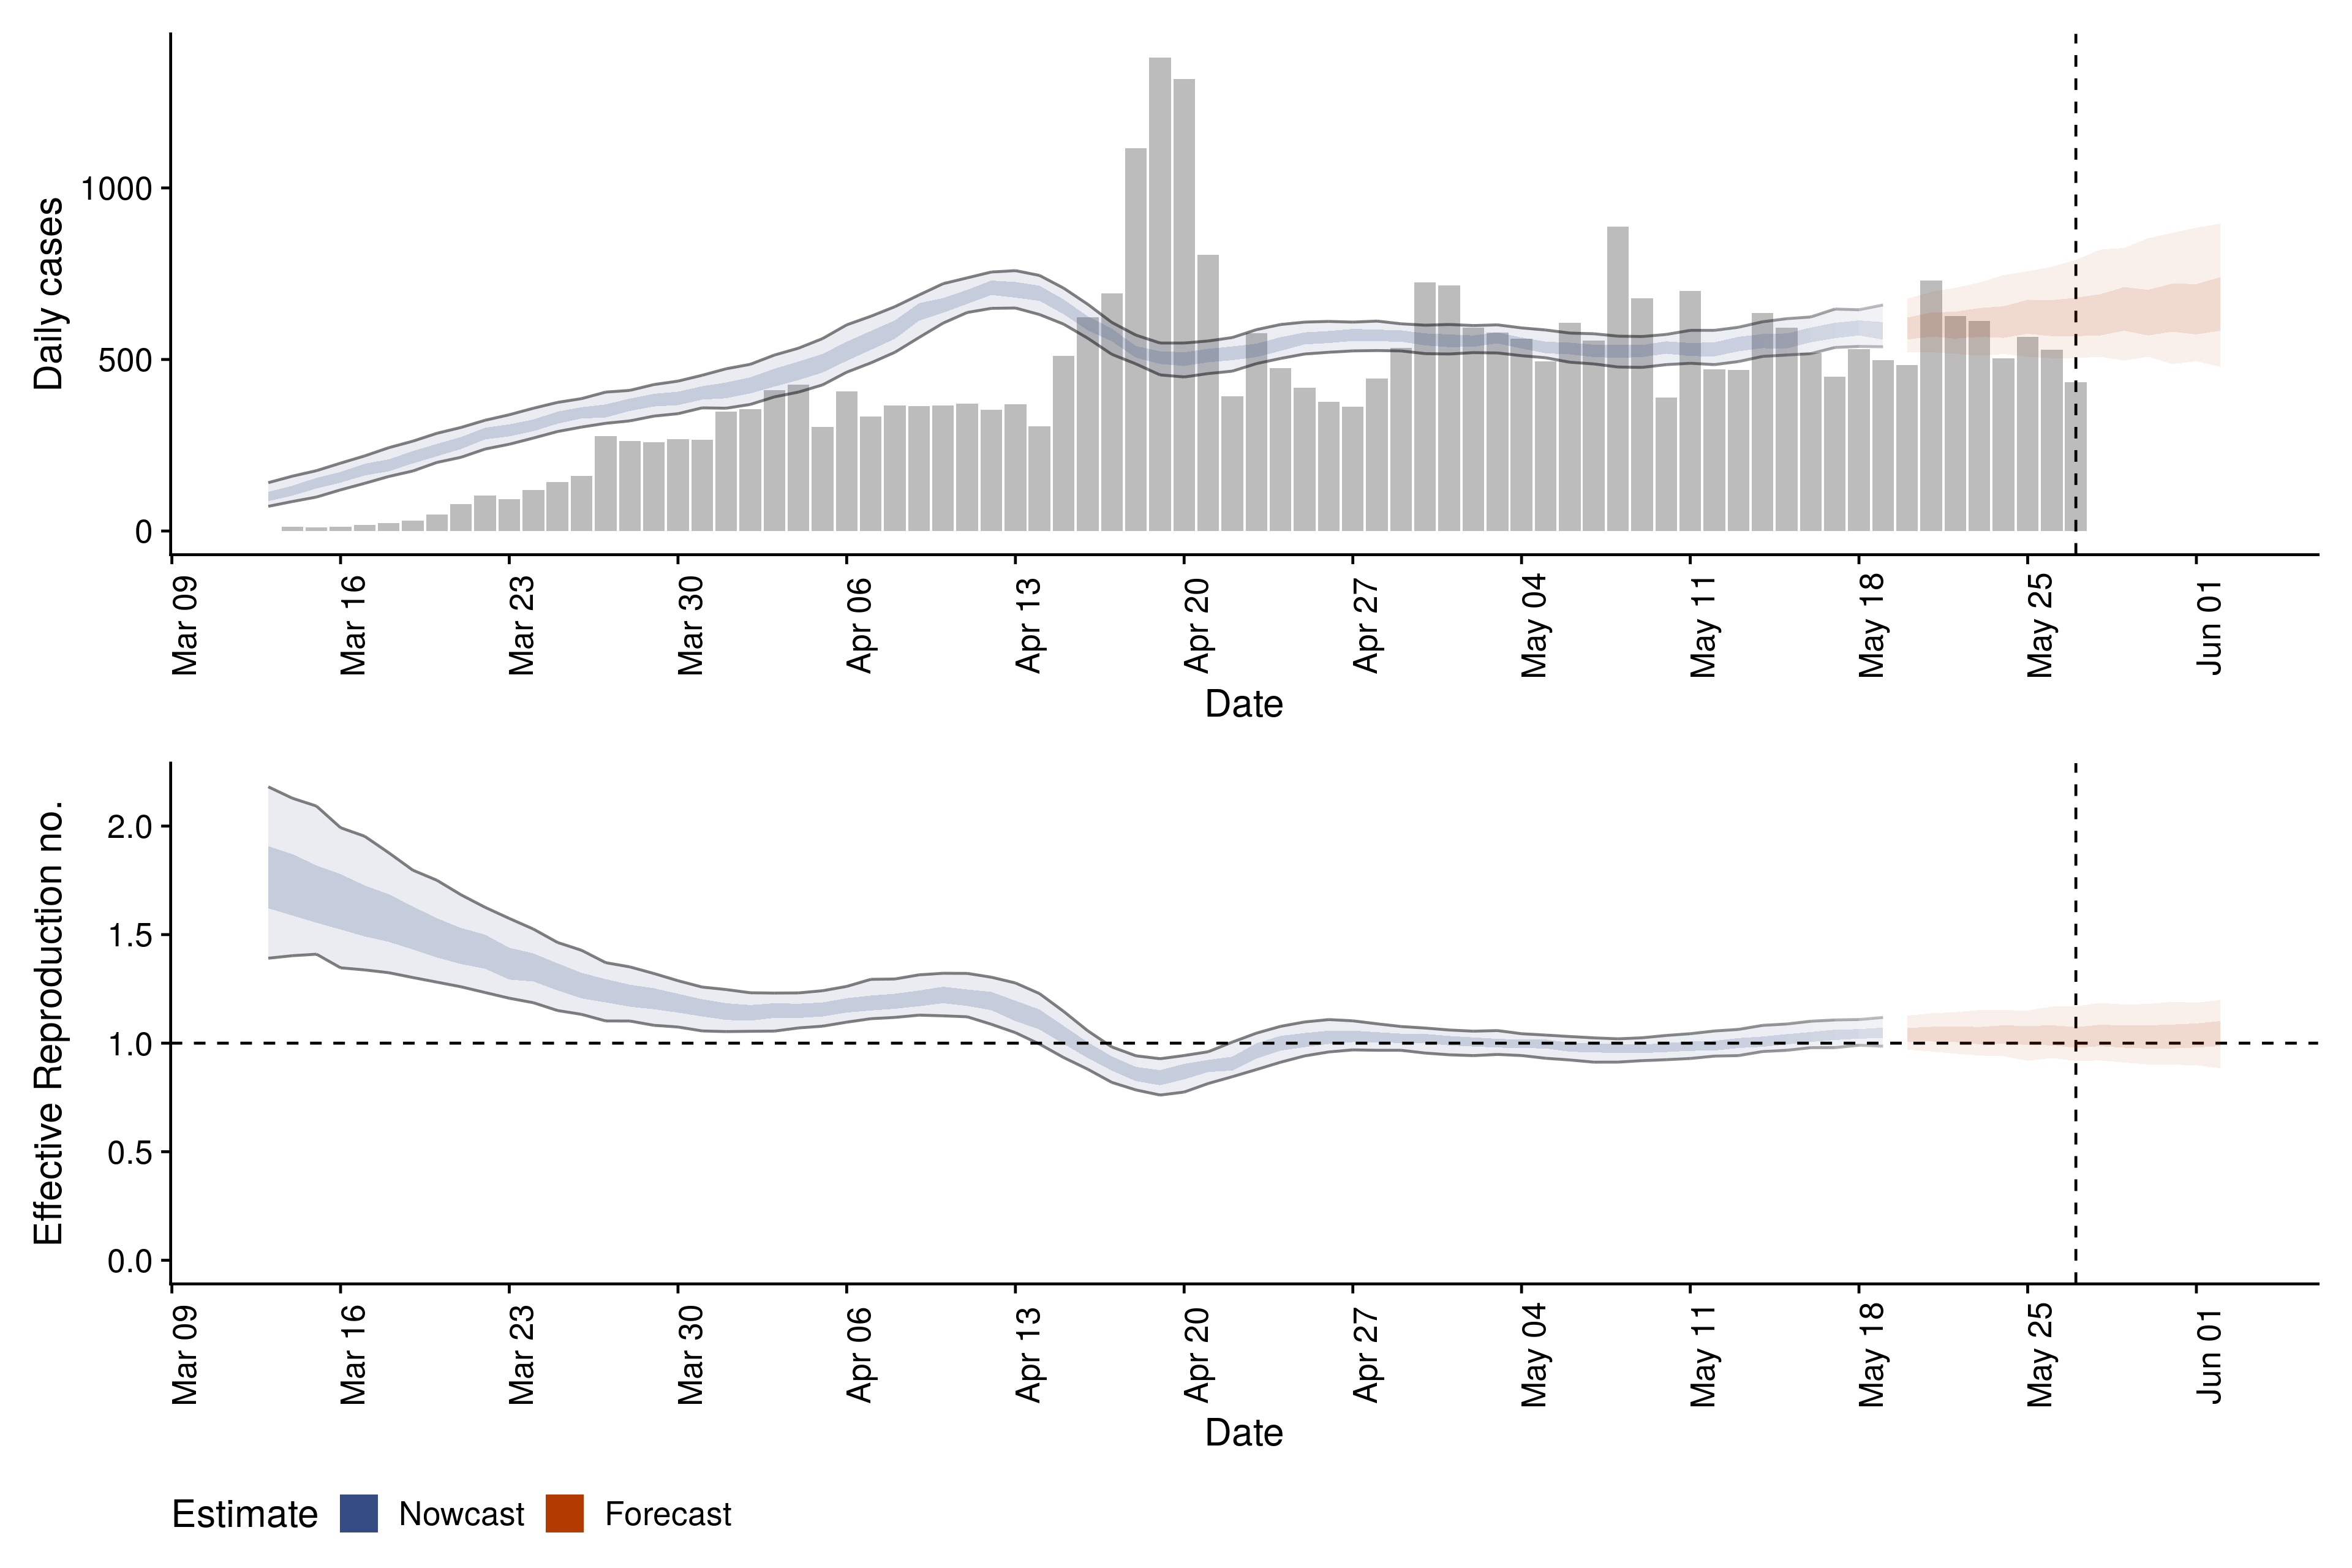 Daily cases
1000
500
0
Mar 09
Mar 16
Mar 23
Mar 30
Apr 06
Apr 13
Apr 20
Apr 27
May 04
May 11
May 18
May 25
Jun 01
Date
Effective Reproduction no.
2.0
1.5
1.0
0.5
0.0
Mar 09
Mar 16
Mar 23
Mar 30
Apr 06
Apr 13
Apr 20
Apr 27
May 04
May 11
May 18
May 25
Jun 01
Date
Estimate Nowcast Forecast